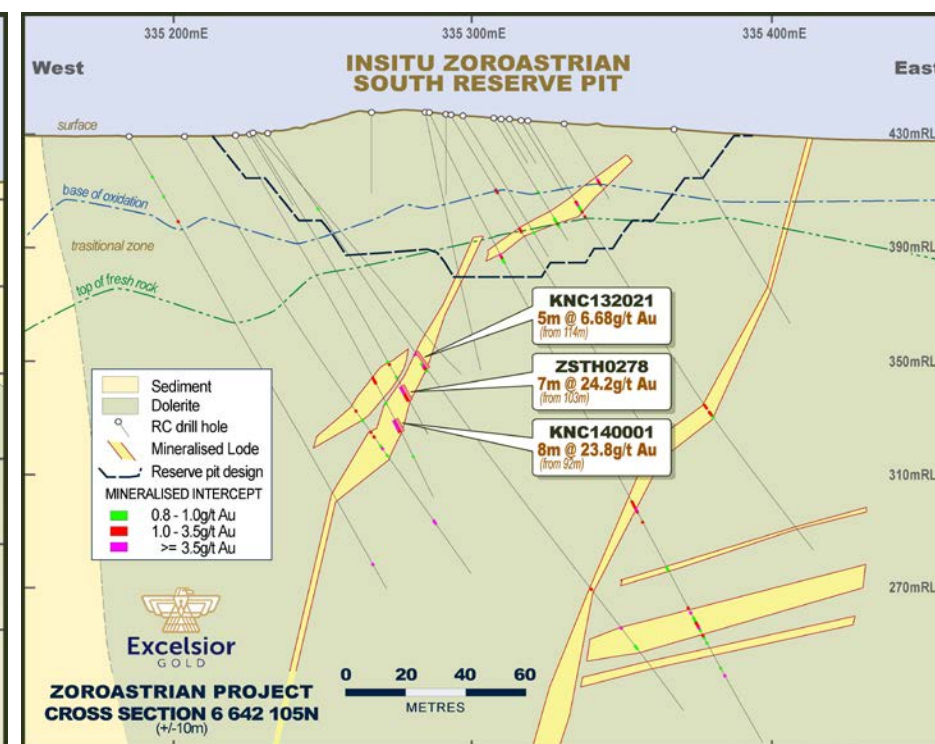 335 200mE
335 300mE
335 400mE
West
INSITU ZOROASTRIAN
SOUTH RESERVE PIT
East
surface
430mRL
base of oxidation
trasitional zone
390mRL
top of fresh rock
KNC132021
5m @ 6.68g/t Au
(from 114m)
350mRL
ZSTH0278
7m @ 24.2g/t Au
(from 103m)
KNC140001
8m @ 23.8g/t Au
(from 92m)
310mRL
Sediment
Dolerite
RC drill hole
Mineralised Lode
Reserve pit design
MINERALISED INTERCEPT
0.8 - 1.0g/t Au
1.0 - 3.5g/t Au
>= 3.5g/t Au
270mRL
Excelsior
GOLD
ZOROASTRIAN PROJECT
CROSS SECTION 6 642 105N
(+/-10m)
0 20 40 60
METRES